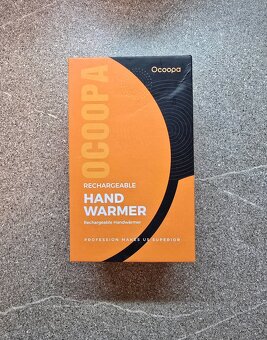 Ocoopa
OCOOPA
RECHARGEABLE
HAND
WARMER
Rechargeable Handwarmer
PROFESSION MAKES US SUPERIOR